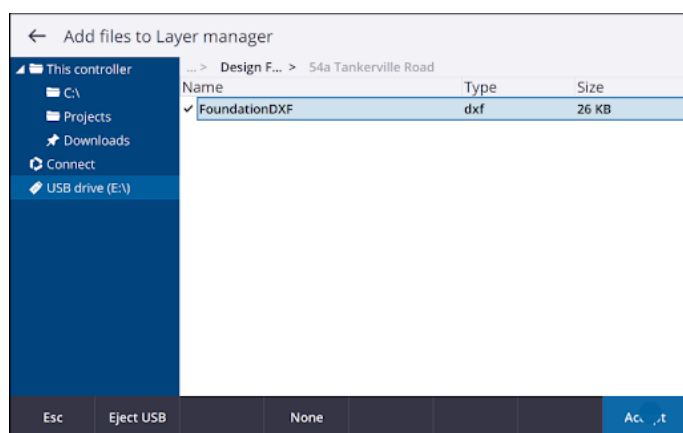 Add files to Layer manager
This controller
C:\
Projects
Downloads
Connect
USB drive (E:\)
...> Design F... > 54a Tankerville Road
Name Type Size
FoundationDXF dxf 26 KB
Esc Eject USB None